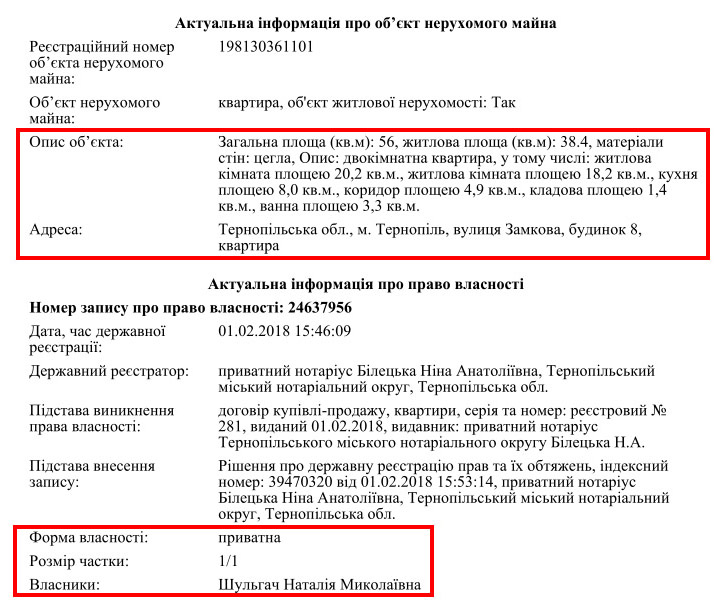 Актуальна інформація про об’єкт нерухомого майна
Реєстраційний номер об’єкта нерухомого майна: 198130361101
Об’єкт нерухомого майна: квартира, об'єкт житлової нерухомості: Так
Опис об’єкта: Загальна площа (кв.м): 56, житлова площа (кв.м): 38.4, матеріали
стін: цегла, Опис: двокімнатна квартира, у тому числі: житлова
кімната площею 20,2 кв.м., житлова кімната площею 18,2 кв.м., кухня
площею 8,0 кв.м., коридор площею 4,9 кв.м., кладова площею 1,4
кв.м., ванна площею 3,3 кв.м.
Адреса: Тернопільська обл., м. Тернопіль, вулиця Замкова, будинок 8,
квартира
Актуальна інформація про право власності
Номер запису про право власності: 24637956
Дата, час державної реєстрації: 01.02.2018 15:46:09
Державний реєстратор: приватний нотаріус Білецька Ніна Анатоліївна, Тернопільський
міський нотаріальний округ, Тернопільська обл.
Підстава виникнення права власності: договір купівлі-продажу, квартири, серія та номер: реєстровий №
281, виданий 01.02.2018, видавник: приватний нотаріус
Тернопільського міського нотаріального округу Білецька Н.А.
Підстава внесення запису: Рішення про державну реєстрацію прав та їх обтяжень, індексний
номер: 39470320 від 01.02.2018 15:53:14, приватний нотаріус
Білецька Ніна Анатоліївна, Тернопільський міський нотаріальний
округ, Тернопільська обл.
Форма власності: приватна
Розмір частки: 1/1
Власники: Шульгач Наталія Миколаївна